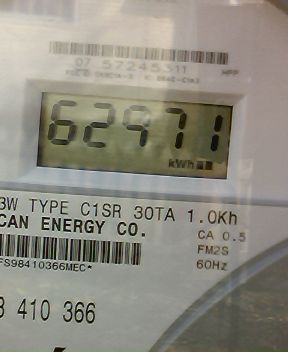 07 57245311
62971
kWh
3W TYPE C1SR 30TA 1.0Kh
CAN ENERGY CO.
CA 0.5
FM2S
FS98410366MEC*
60Hz
3 410 366